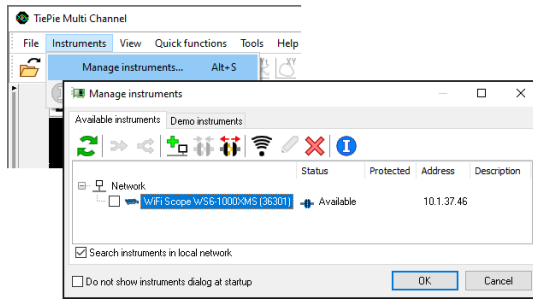 TiePie Multi Channel
File Instruments View Quick functions Tools Help
Manage instruments... Alt+S
XY
Manage instruments
Available instruments Demo instruments
Status Protected Address Description
Network
WiFi Scope WS6-1000XMS (36301) Available 10.1.37.46
Search instruments in local network
Do not show instruments dialog at startup
OK Cancel